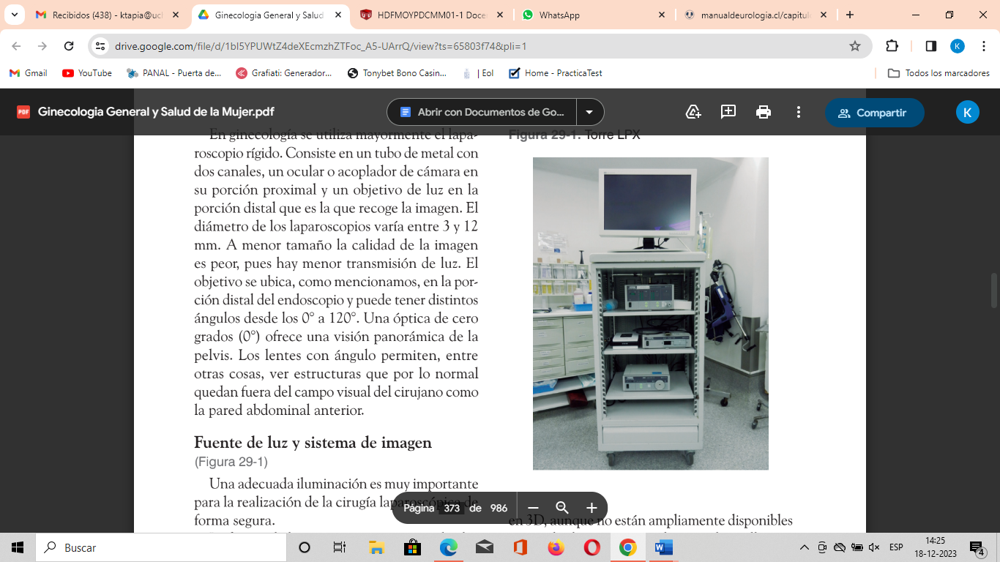 Recibidos (438) - ktapia@uc
Ginecologia General y Salud
HDFMOYPDCMM01-1 Doce
WhatsApp
manualdeurologia.cl/capitul
drive.google.com/file/d/1bI5YPUWtZ4deXEcmzhZTFoc_A5-UArrQ/view?ts=65803f74&pli=1
K
Gmail
YouTube
PANAL - Puerta de...
Grafiati: Generador...
Tonybet Bono Casin...
| Eol
Home - PracticaTest
Todos los marcadores
PDF
Ginecologia General y Salud de la Mujer.pdf
Abrir con Documentos de Go...
Compartir
K
En ginecología se utiliza mayormente el lapa-
roscopio rígido. Consiste en un tubo de metal con
dos canales, un ocular o acoplador de cámara en
su porción proximal y un objetivo de luz en la
porción distal que es la que recoge la imagen. El
diámetro de los laparoscopios varía entre 3 y 12
mm. A menor tamaño la calidad de la imagen
es peor, pues hay menor transmisión de luz. El
objetivo se ubica, como mencionamos, en la por-
ción distal del endoscopio y puede tener distintos
ángulos desde los 0° a 120°. Una óptica de cero
grados (0°) ofrece una visión panorámica de la
pelvis. Los lentes con ángulo permiten, entre
otras cosas, ver estructuras que por lo normal
quedan fuera del campo visual del cirujano como
la pared abdominal anterior.
Fuente de luz y sistema de imagen
(Figura 29-1)
Una adecuada iluminación es muy importante
para la realización de la cirugía laparoscópica de
forma segura.
Figura 29-1. Torre LPX
en 3D, aunque no están ampliamente disponibles
Página 373 de 986
Buscar
ESP
14:25
18-12-2023
4